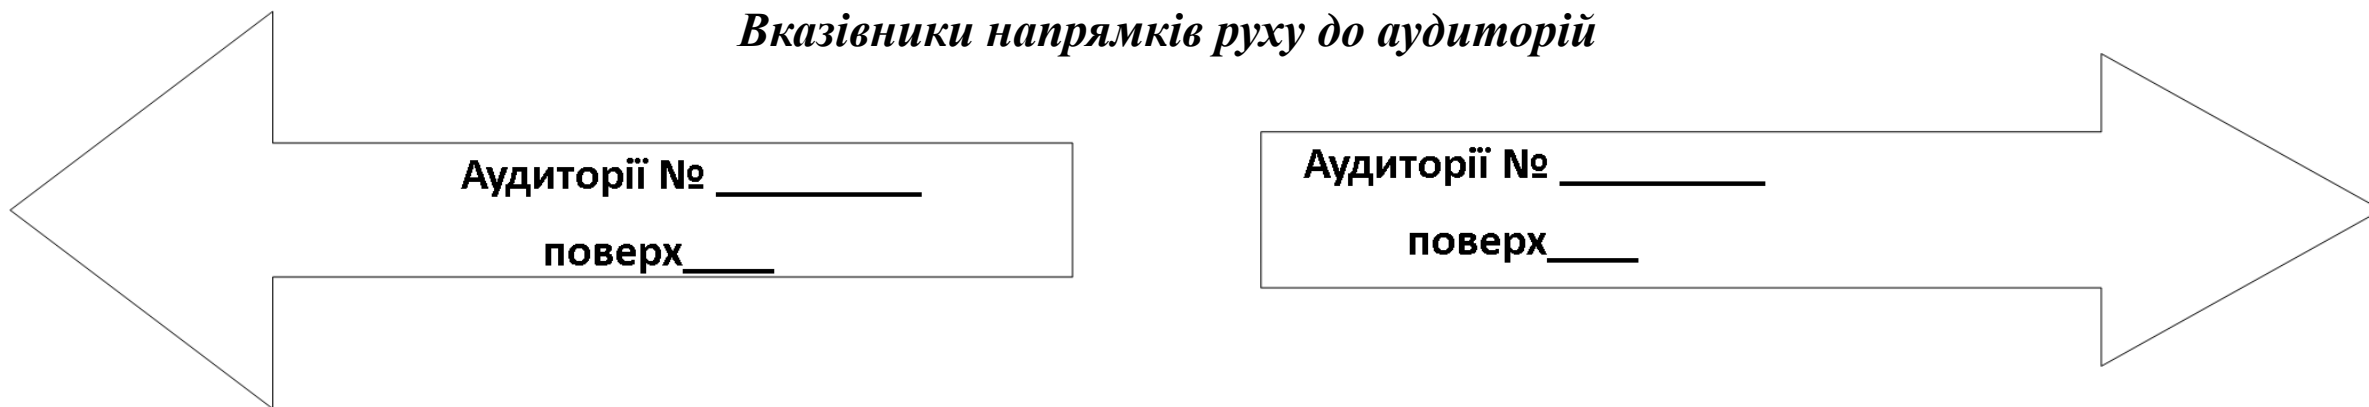 Вказівники напрямків руху до аудиторій
Аудиторії № _________
поверх____
Аудиторії № _________
поверх____